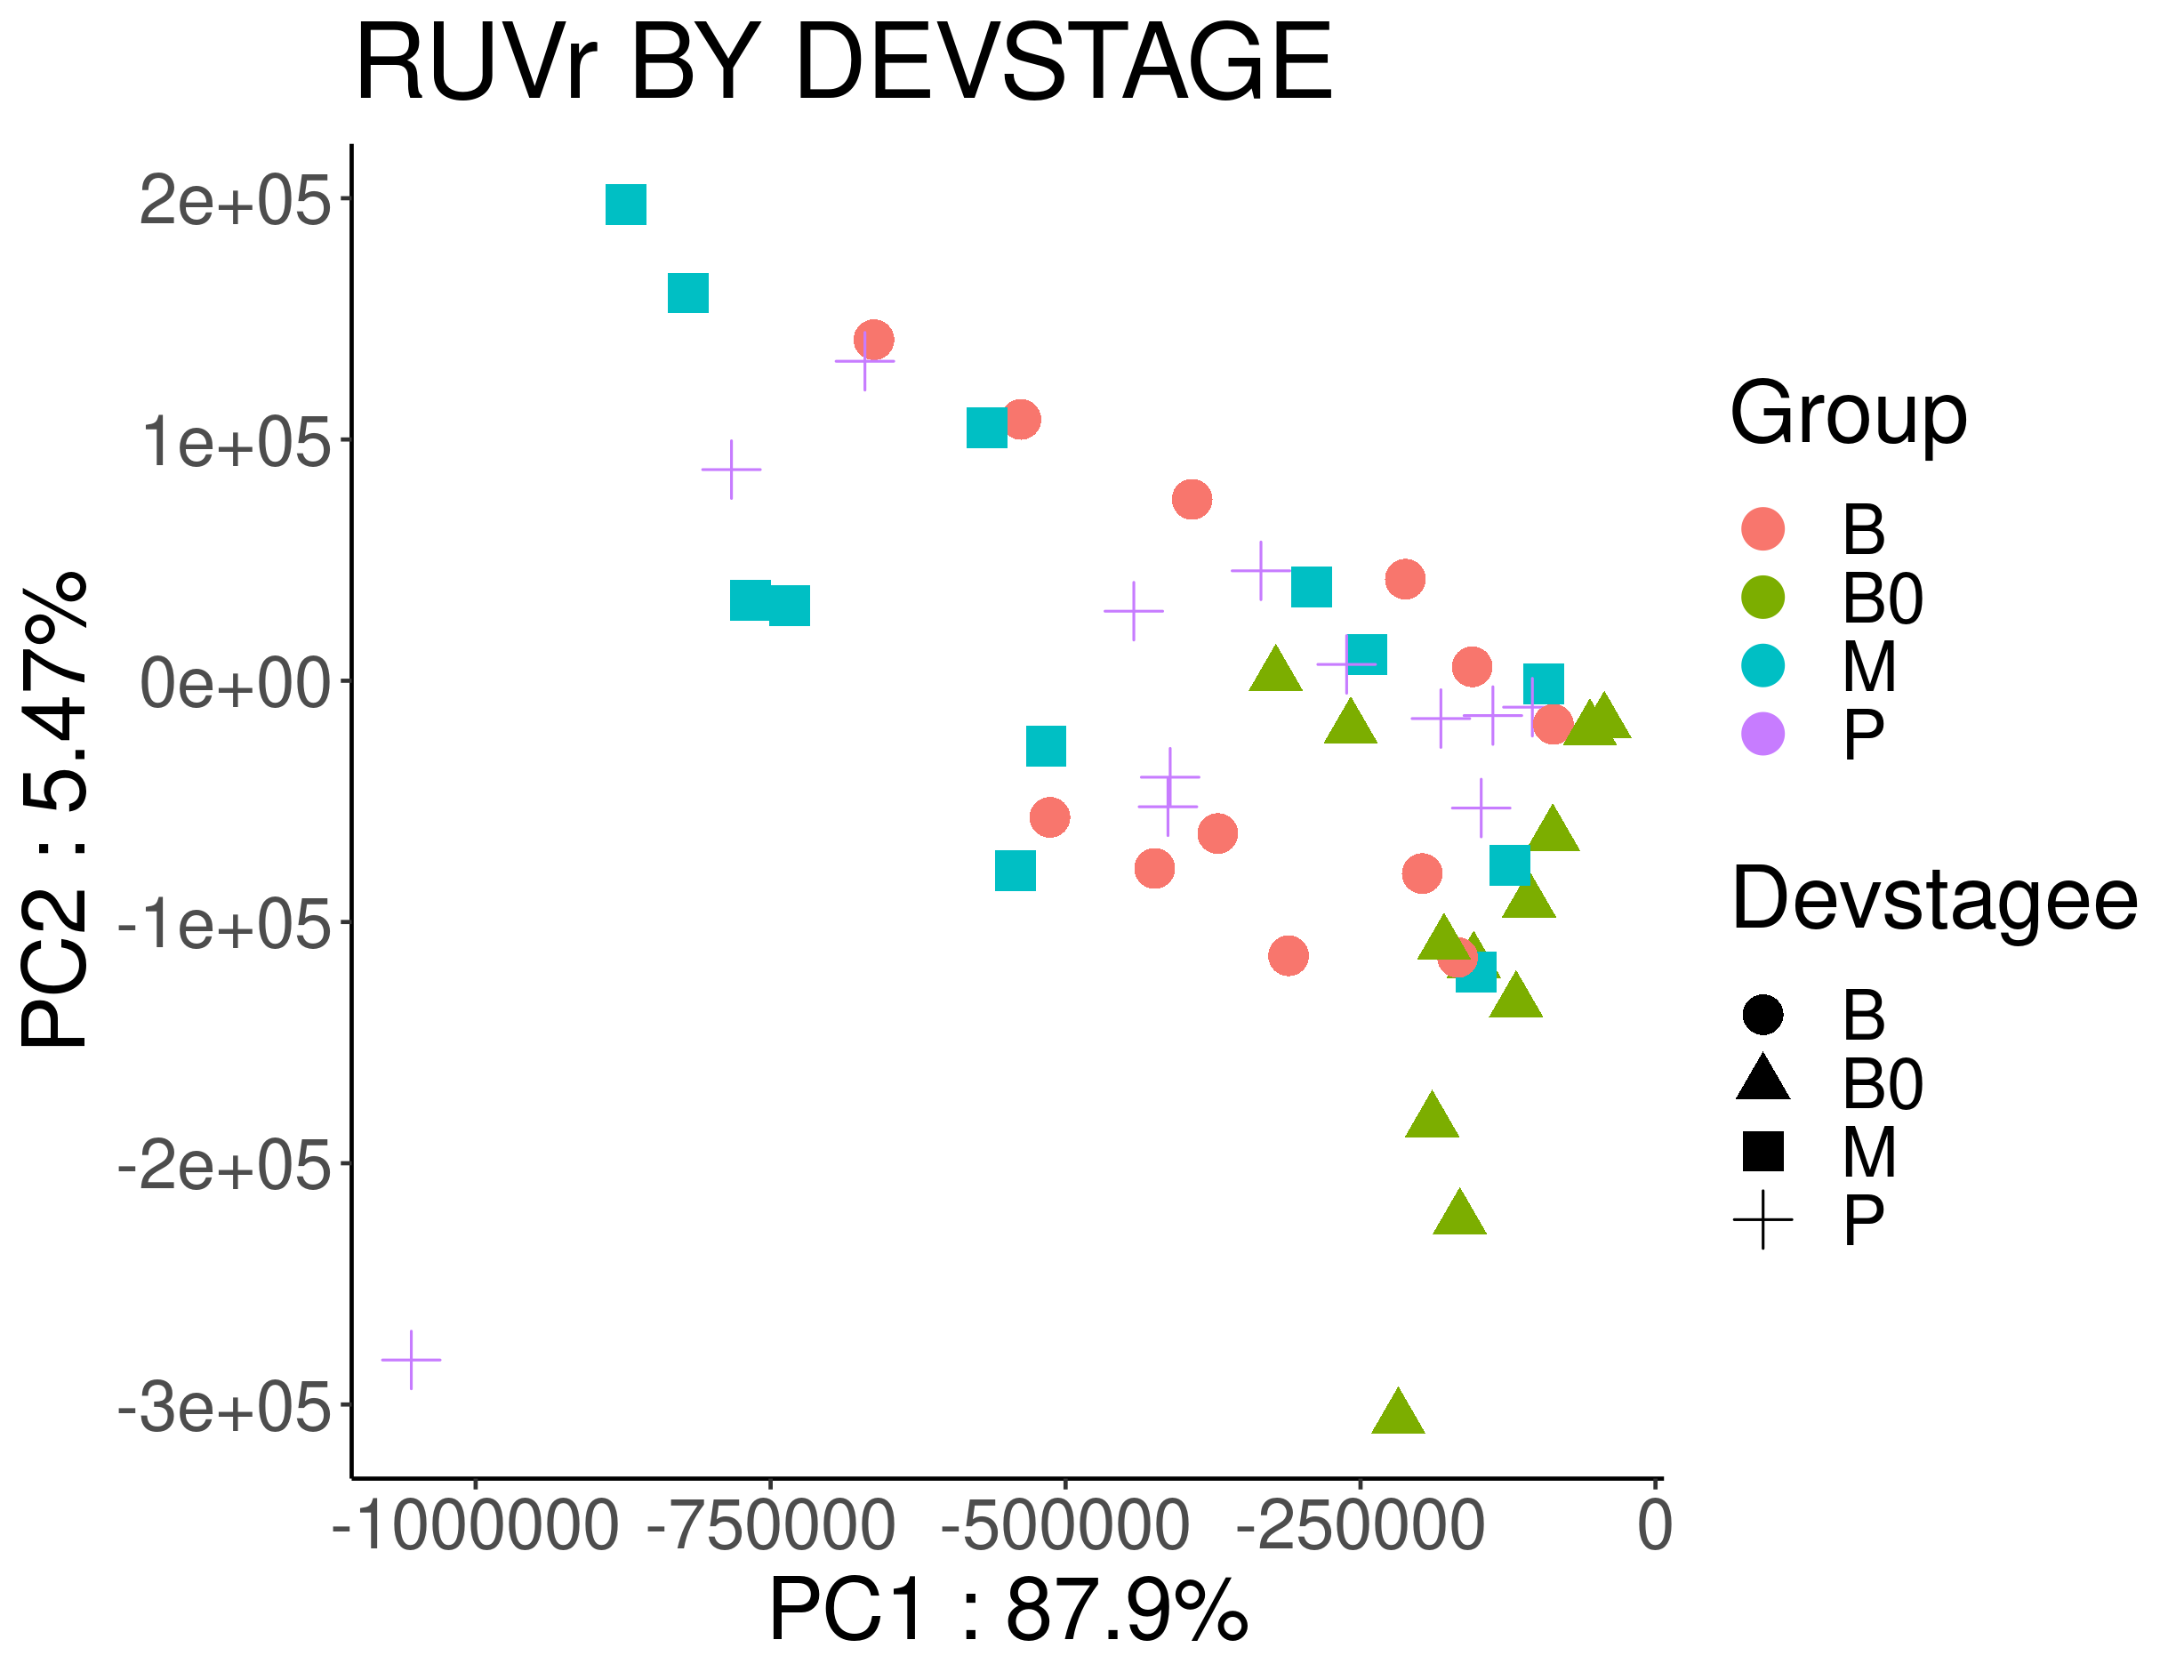 RUVr BY DEVSTAGE
PC2 : 5.47%
2e+05
1e+05
0e+00
-1e+05
-2e+05
-3e+05
-1000000 -750000 -500000 -250000 0
PC1 : 87.9%
Group
B
B0
M
P
Devstagee
B
B0
M
P